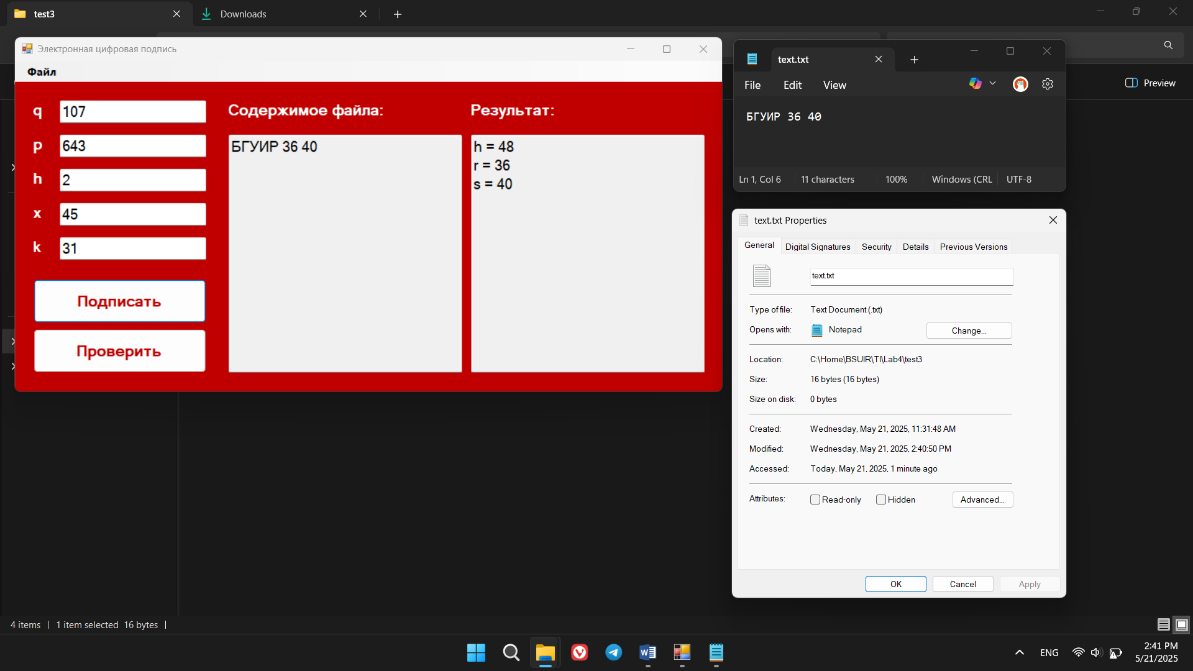 test3
Downloads
Электронная цифровая подпись
Файл
q 107
p 643
h 2
x 45
k 31
Подписать
Проверить
Содержимое файла:
БГУИР 36 40
Результат:
h = 48
r = 36
s = 40
text.txt
File Edit View
БГУИР 36 40
Ln 1, Col 6 11 characters 100% Windows (CRL UTF-8
Preview
text.txt Properties
General Digital Signatures Security Details Previous Versions
text.txt
Type of file: Text Document (.txt)
Opens with: Notepad Change...
Location: C:\Home\BSUIR\TI\Lab4\test3
Size: 16 bytes (16 bytes)
Size on disk: 0 bytes
Created: Wednesday, May 21, 2025, 11:31:48 AM
Modified: Wednesday, May 21, 2025, 2:40:50 PM
Accessed: Today, May 21, 2025, 1 minute ago
Attributes: Read-only Hidden Advanced...
OK Cancel Apply
4 items 1 item selected 16 bytes
ENG
2:41 PM
5/21/2025